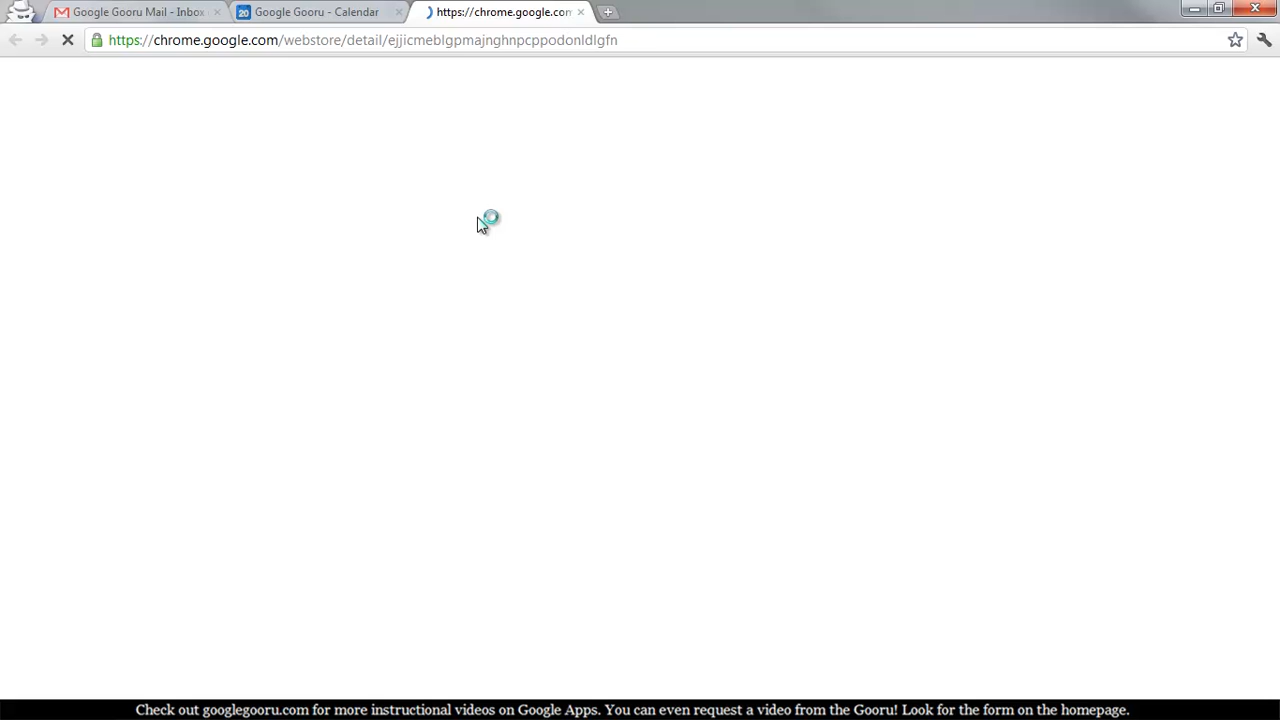 Google Gooru Mail - Inbox
20 Google Gooru - Calendar
https://chrome.google.com
https://chrome.google.com/webstore/detail/ejjicmeblgpmajnghnpcppodonldlgfn
Check out googlegooru.com for more instructional videos on Google Apps. You can even request a video from the Gooru! Look for the form on the homepage.